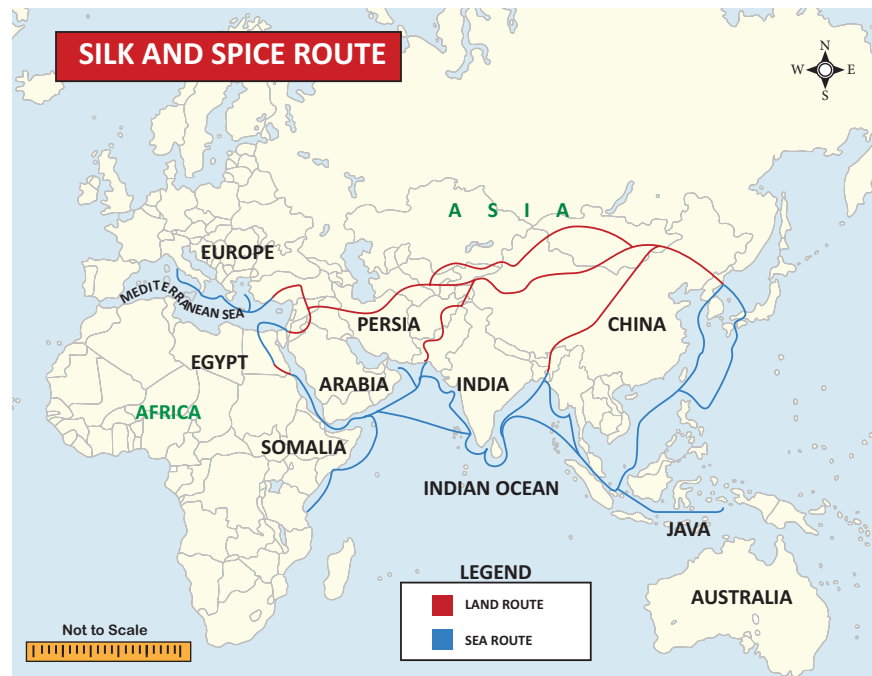 SILK AND SPICE ROUTE
N
W E
S
A S I A
EUROPE
MEDITERRANEAN SEA
PERSIA
CHINA
EGYPT
ARABIA
INDIA
AFRICA
SOMALIA
INDIAN OCEAN
JAVA
LEGEND
LAND ROUTE
SEA ROUTE
AUSTRALIA
Not to Scale